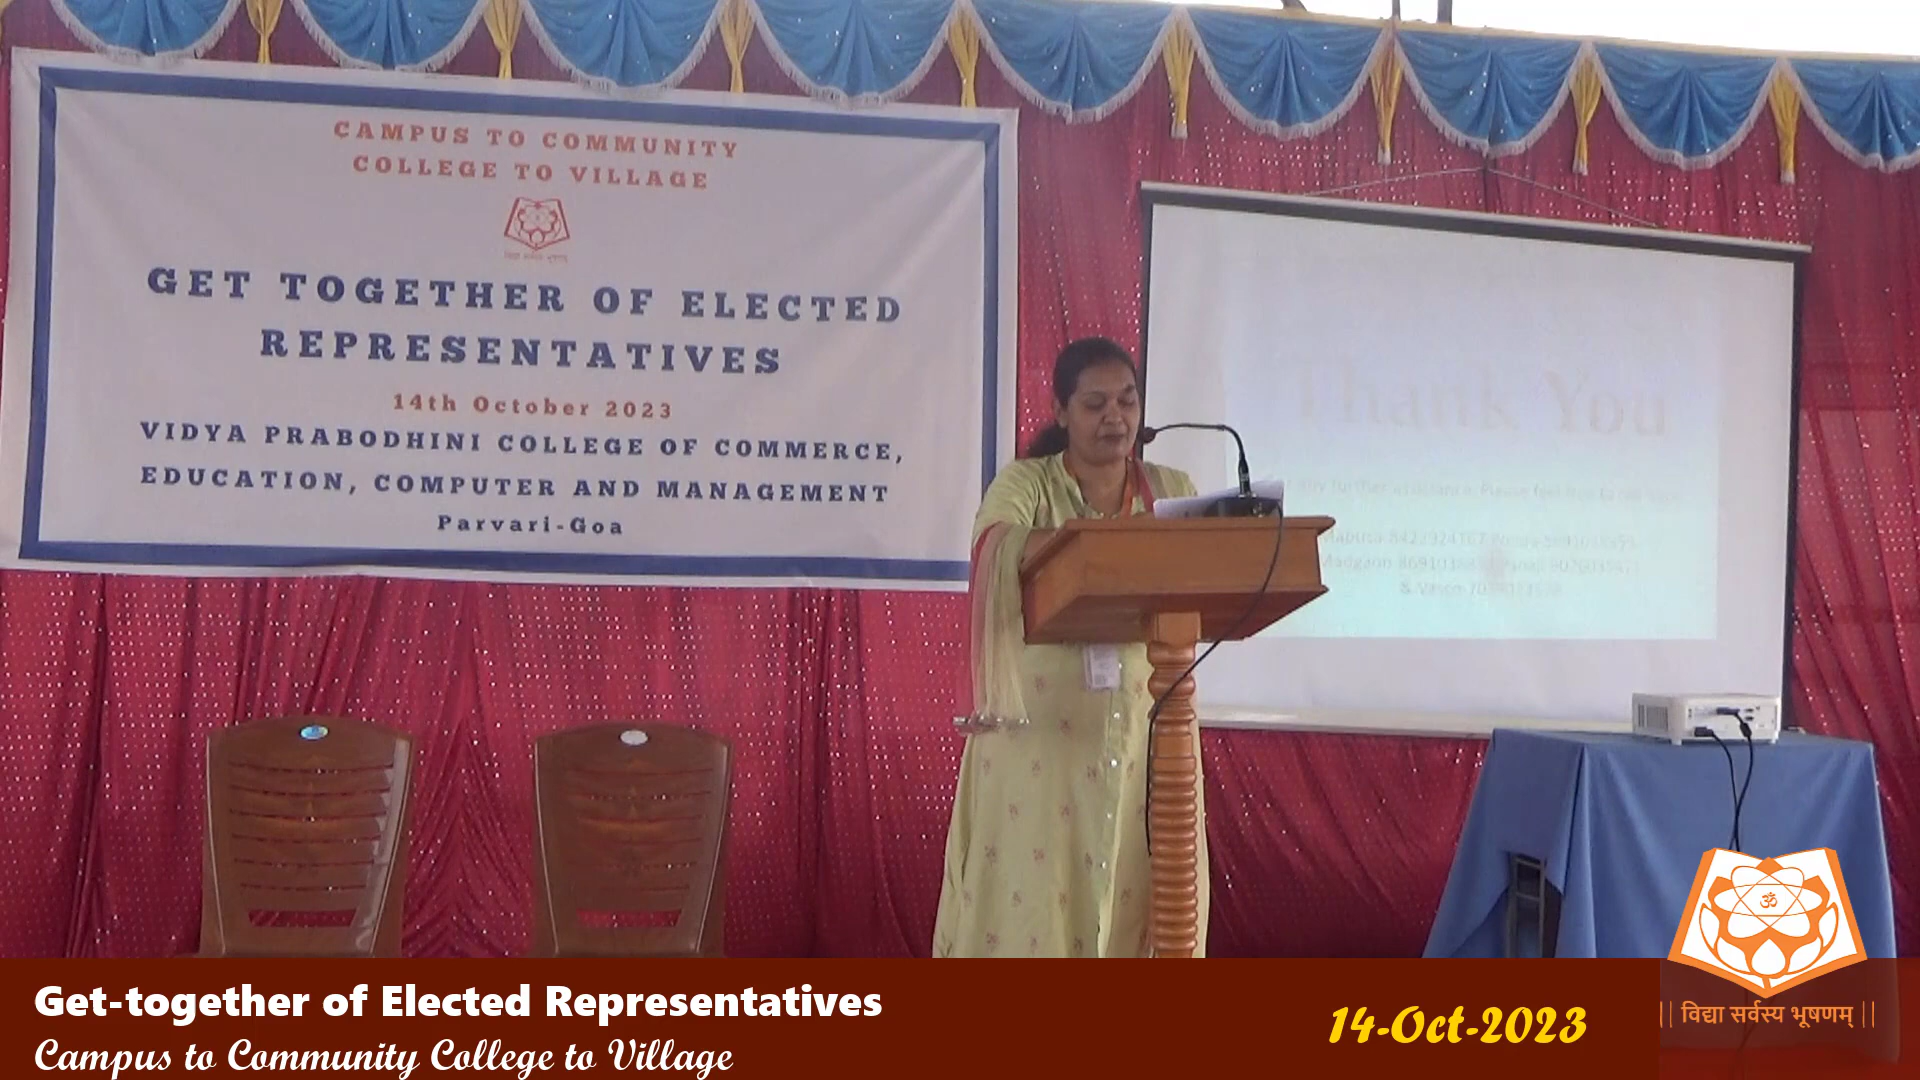 CAMPUS TO COMMUNITY
COLLEGE TO VILLAGE
GET TOGETHER OF ELECTED
REPRESENTATIVES
14th October 2023
VIDYA PRABODHINI COLLEGE OF COMMERCE,
EDUCATION, COMPUTER AND MANAGEMENT
Parvari-Goa
Thank You
Get-together of Elected Representatives
Campus to Community College to Village
14-Oct-2023
ॐ
|| विद्या सर्वस्य भूषणम् ||